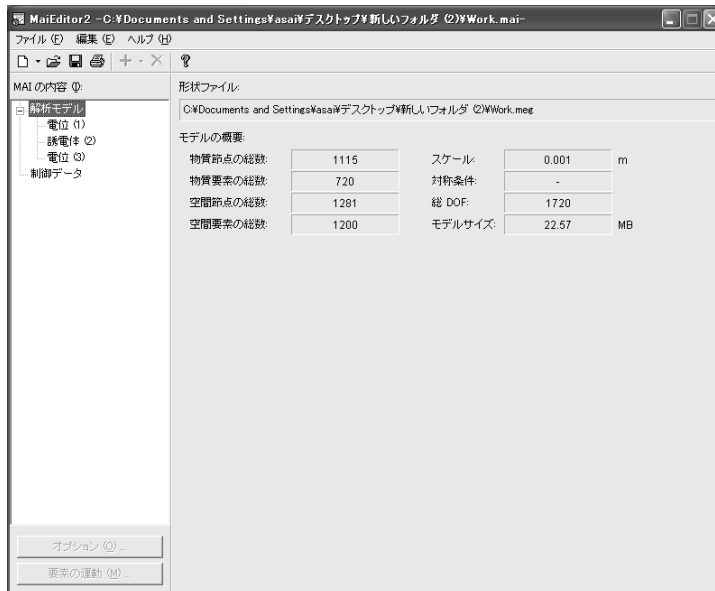 MaiEditor2 -C:¥Documents and Settings¥asai¥デスクトップ¥新しいフォルダ (2)¥Work.mai-
ファイル (F) 編集 (E) ヘルプ (H)
MAI の内容 (I):
解析モデル
電位 (1)
誘電体 (2)
電位 (3)
制御データ
オプション (O) ...
要素の運動 (M) ...
形状ファイル:
C:¥Documents and Settings¥asai¥デスクトップ¥新しいフォルダ (2)¥Work.meg
モデルの概要:
物質節点の総数: 1115 スケール: 0.001 m
物質要素の総数: 720 対称条件: -
空間節点の総数: 1281 総 DOF: 1720
空間要素の総数: 1200 モデルサイズ: 22.57 MB